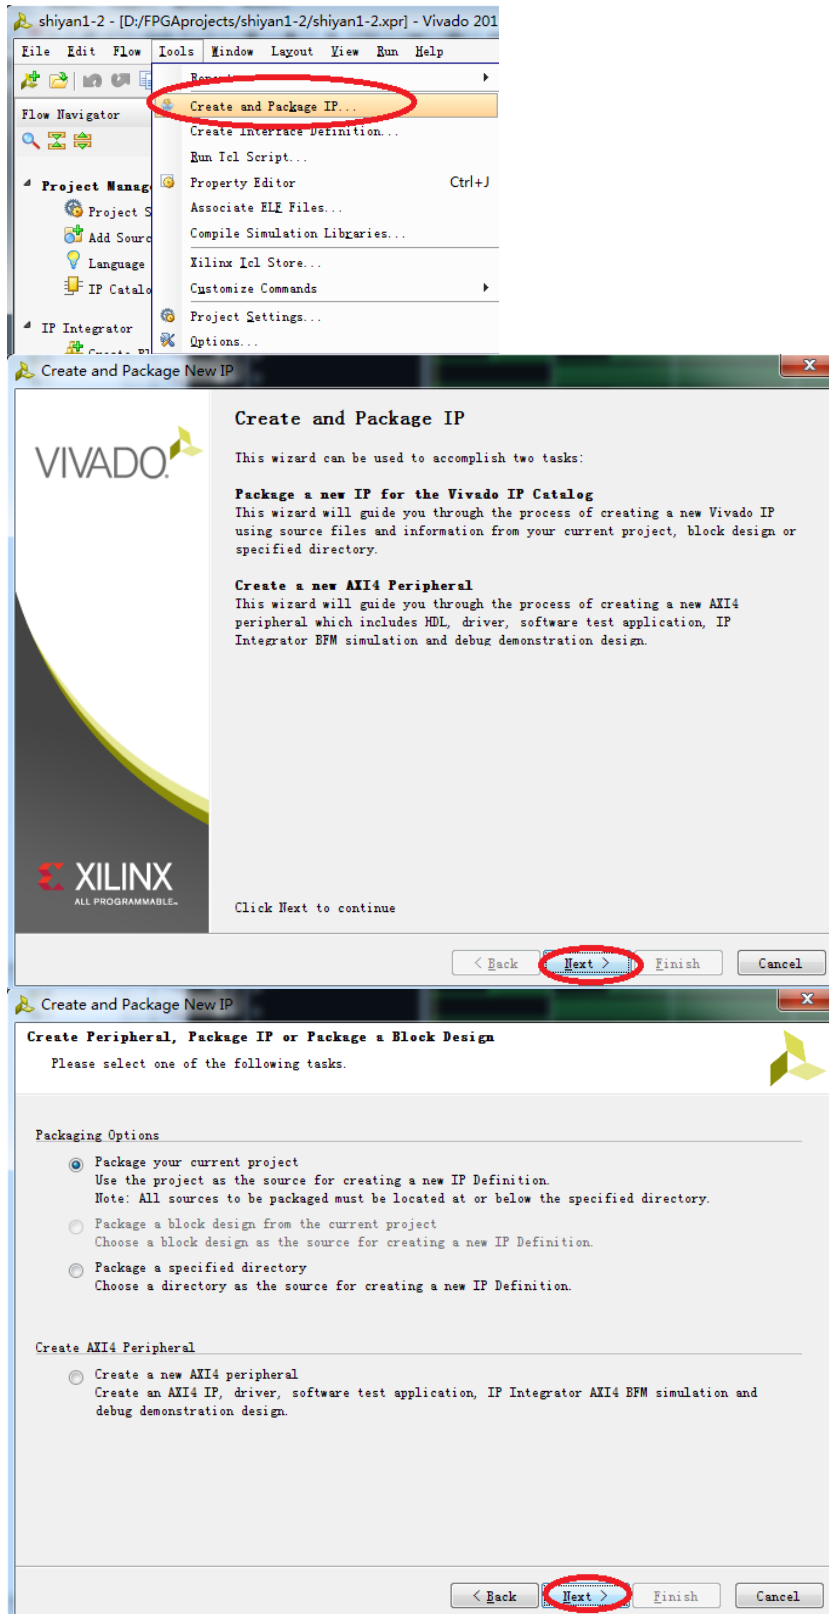 shiyan1-2 - [D:/FPGAprojects/shiyan1-2/shiyan1-2.xpr] - Vivado 201
File Edit Flow Tools Window Layout View Run Help
Flow Navigator
Create and Package IP...
Create Interface Definition...
Run Tcl Script...
Project Manag
Property Editor Ctrl+J
Project S
Associate ELF Files...
Add Sourc
Compile Simulation Libraries...
Language
Xilinx Tcl Store...
IP Catalo
Customize Commands
IP Integrator
Project Settings...
Options...
Create and Package New IP
VIVADO
Create and Package IP
This wizard can be used to accomplish two tasks:
Package a new IP for the Vivado IP Catalog
This wizard will guide you through the process of creating a new Vivado IP
using source files and information from your current project, block design or
specified directory.
Create a new AXI4 Peripheral
This wizard will guide you through the process of creating a new AXI4
peripheral which includes HDL, driver, software test application, IP
Integrator BFM simulation and debug demonstration design.
XILINX
ALL PROGRAMMABLE™
Click Next to continue
< Back Next > Finish Cancel
Create and Package New IP
Create Peripheral, Package IP or Package a Block Design
Please select one of the following tasks.
Packaging Options
Package your current project
Use the project as the source for creating a new IP Definition.
Note: All sources to be packaged must be located at or below the specified directory.
Package a block design from the current project
Choose a block design as the source for creating a new IP Definition.
Package a specified directory
Choose a directory as the source for creating a new IP Definition.
Create AXI4 Peripheral
Create a new AXI4 peripheral
Create an AXI4 IP, driver, software test application, IP Integrator AXI4 BFM simulation and
debug demonstration design.
< Back Next > Finish Cancel